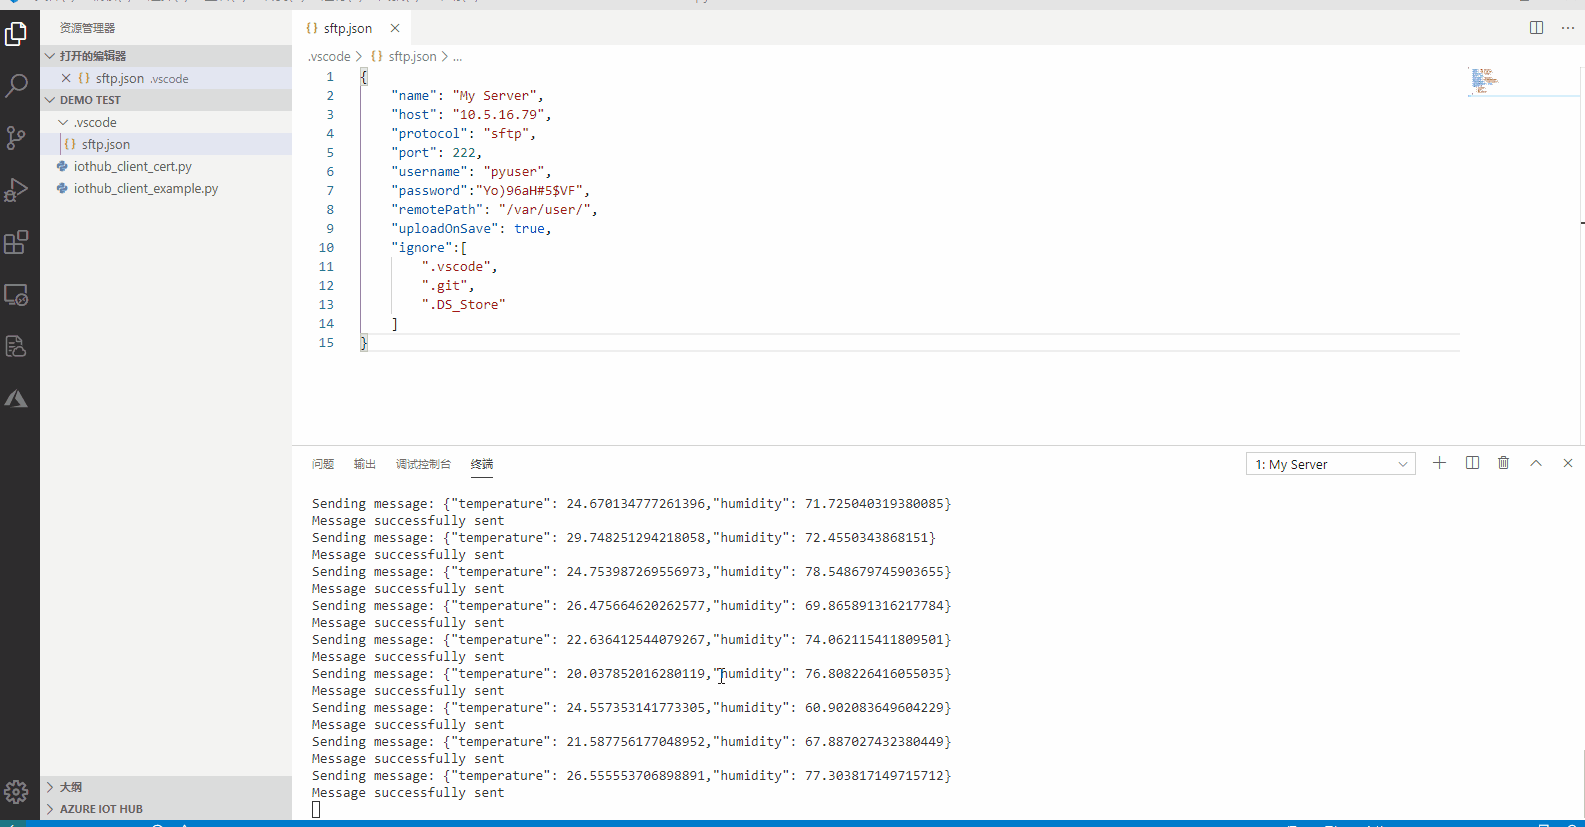 资源管理器
打开的编辑器
sftp.json .vscode
DEMO TEST
.vscode
sftp.json
iothub_client_cert.py
iothub_client_example.py
大纲
AZURE IOT HUB
sftp.json
.vscode > {} sftp.json > ...
1 {
2 "name": "My Server",
3 "host": "10.5.16.79",
4 "protocol": "sftp",
5 "port": 222,
6 "username": "pyuser",
7 "password":"Yo)96aH#5$VF",
8 "remotePath": "/var/user/",
9 "uploadOnSave": true,
10 "ignore":[
11 ".vscode",
12 ".git",
13 ".DS_Store"
14 ]
15 }
问题 输出 调试控制台 终端
1: My Server
Sending message: {"temperature": 24.670134777261396,"humidity": 71.725040319380085}
Message successfully sent
Sending message: {"temperature": 29.748251294218058,"humidity": 72.4550343868151}
Message successfully sent
Sending message: {"temperature": 24.753987269556973,"humidity": 78.548679745903655}
Message successfully sent
Sending message: {"temperature": 26.475664620262577,"humidity": 69.865891316217784}
Message successfully sent
Sending message: {"temperature": 22.636412544079267,"humidity": 74.062115411809501}
Message successfully sent
Sending message: {"temperature": 20.037852016280119,"humidity": 76.808226416055035}
Message successfully sent
Sending message: {"temperature": 24.557353141773305,"humidity": 60.902083649604229}
Message successfully sent
Sending message: {"temperature": 21.587756177048952,"humidity": 67.887027432380449}
Message successfully sent
Sending message: {"temperature": 26.555553706898891,"humidity": 77.303817149715712}
Message successfully sent